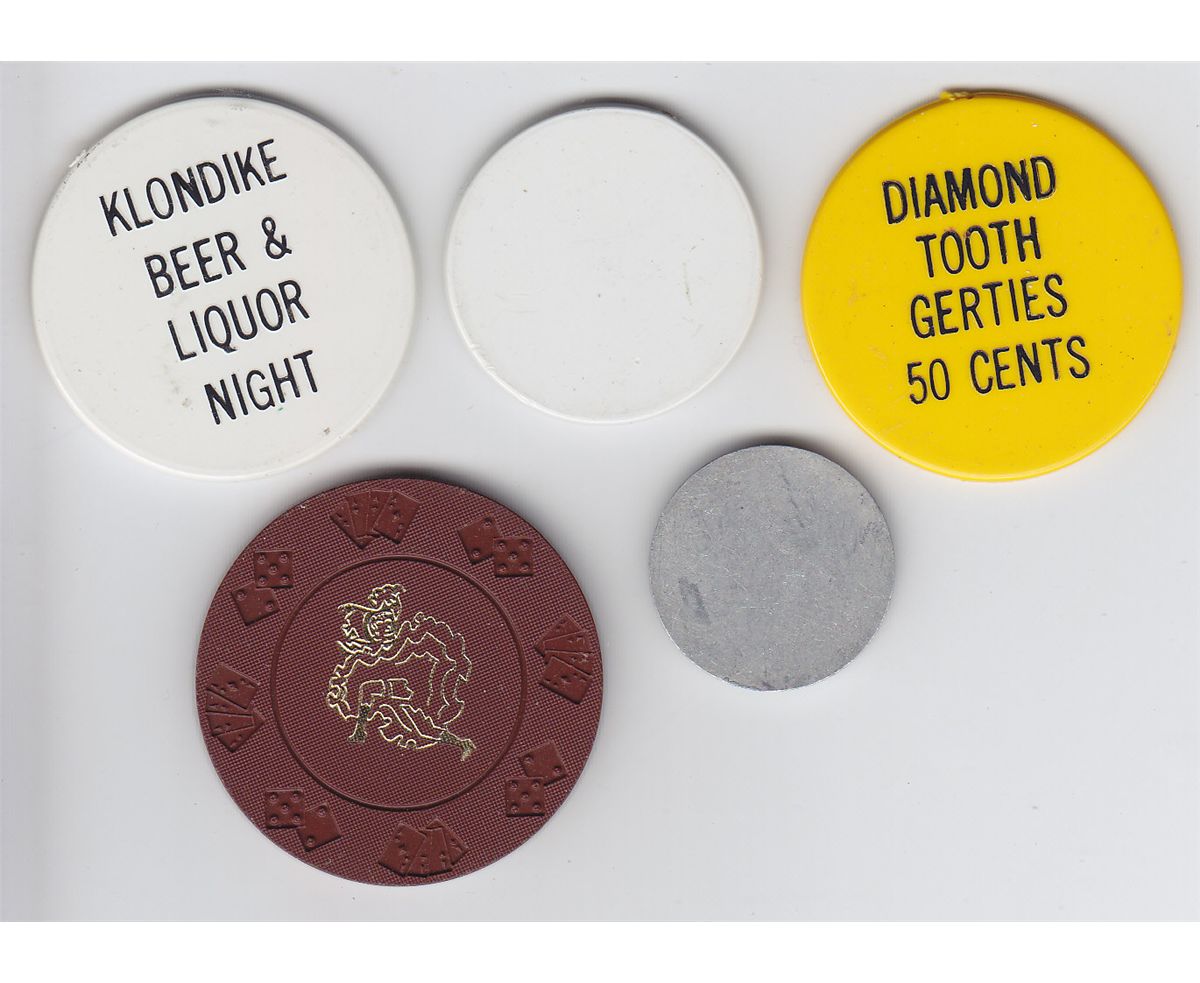 KLONDIKE
BEER &
LIQUOR
NIGHT
DIAMOND
TOOTH
GERTIES
50 CENTS